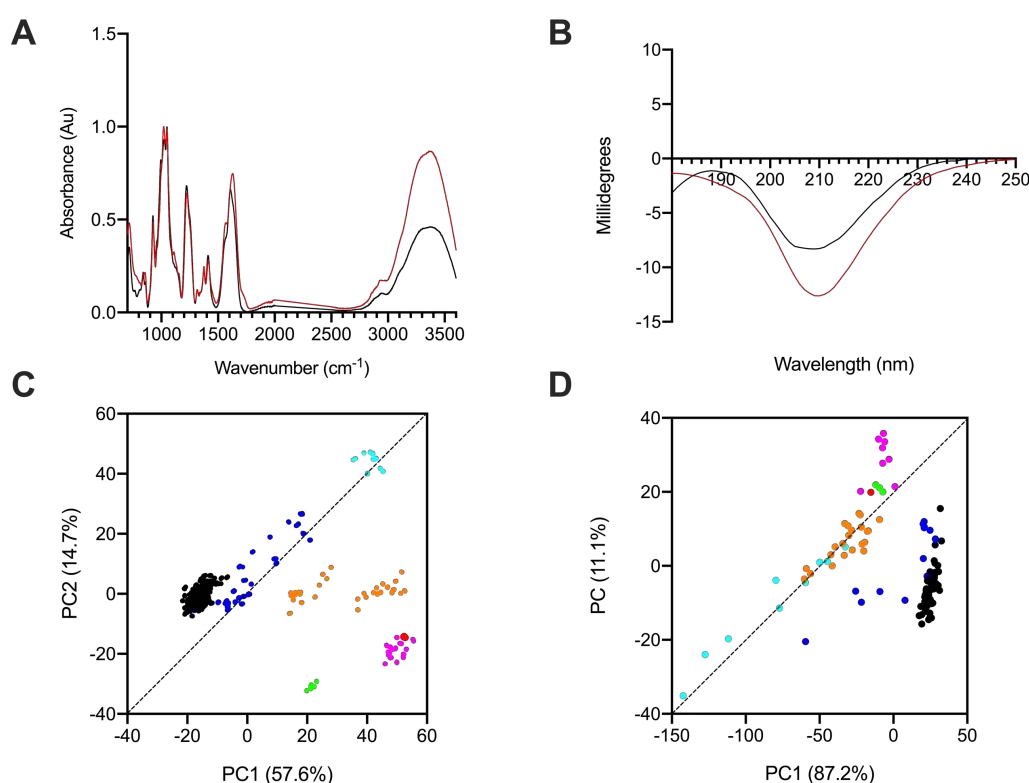 A
1.5
1.0
0.5
0.0
Absorbance (Au)
1000 1500 2000 2500 3000 3500
Wavenumber (cm-1)
B
10
5
0
-5
-10
-15
Millidegrees
190 200 210 220 230 240 250
Wavelength (nm)
C
60
40
20
0
-20
-40
PC2 (14.7%)
-40 -20 0 20 40 60
PC1 (57.6%)
D
40
20
0
-20
-40
PC (11.1%)
-150 -100 -50 0 50
PC1 (87.2%)